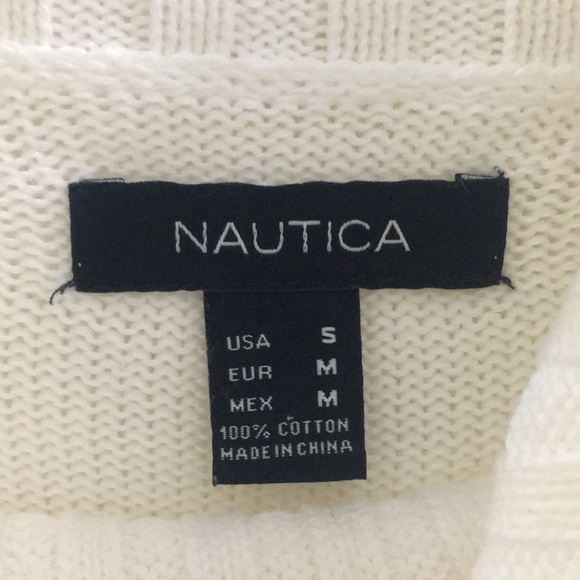 NAUTICA
USA S
EUR M
MEX M
100% COTTON
MADE IN CHINA